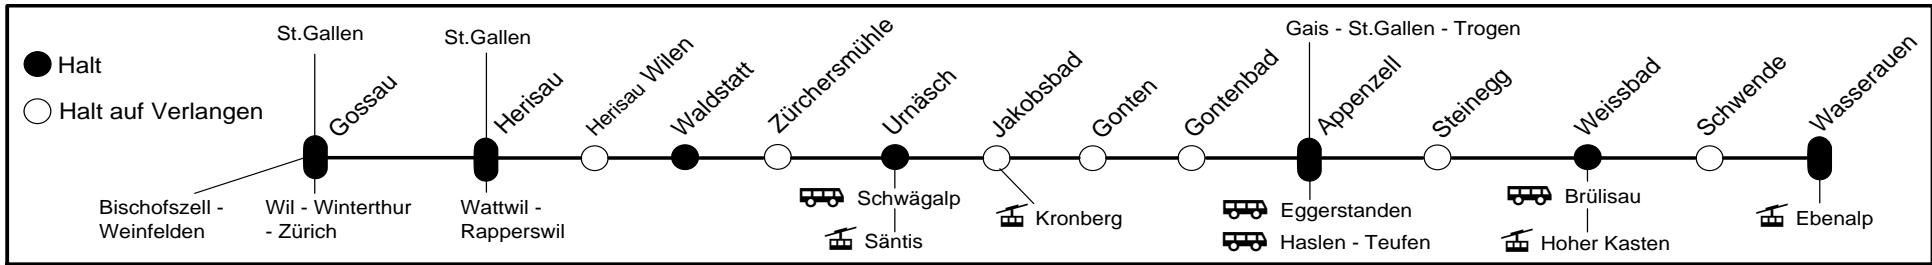 Halt
Halt auf Verlangen
St.Gallen
St.Gallen
Gais - St.Gallen - Trogen
Gossau
Herisau
Herisau Wilen
Waldstatt
Zürchersmühle
Urnäsch
Jakobsbad
Gonten
Gontenbad
Appenzell
Steinegg
Weissbad
Schwende
Wasserauen
Bischofszell -
Weinfelden
Wil - Winterthur
- Zürich
Wattwil -
Rapperswil
Schwägalp
Säntis
Kronberg
Eggerstanden
Haslen - Teufen
Brülisau
Hoher Kasten
Ebenalp